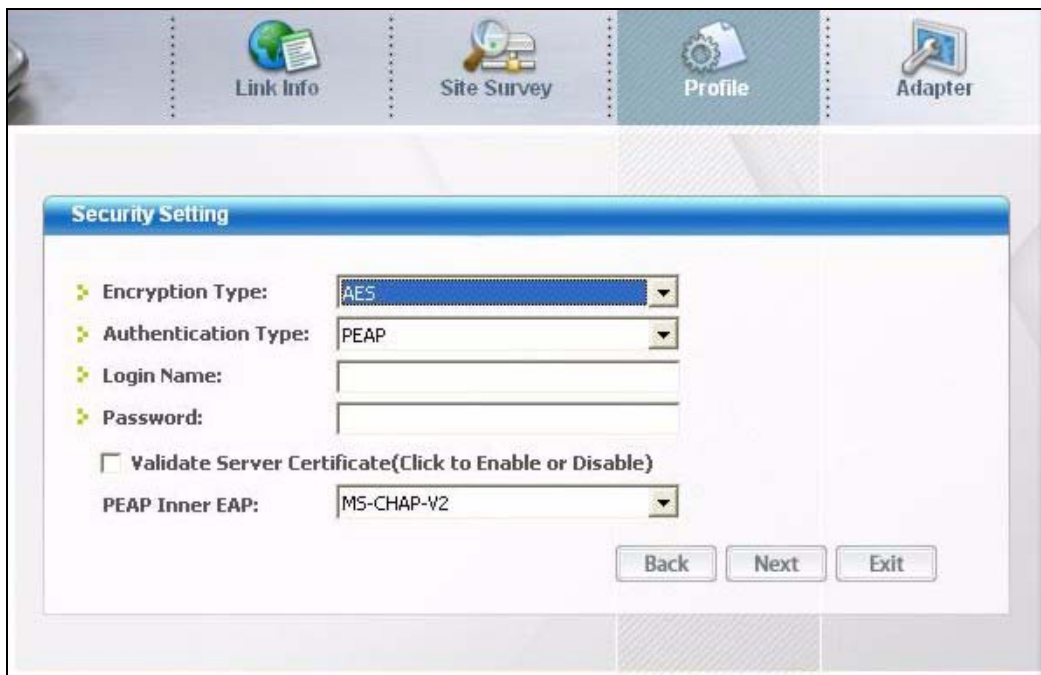 Link Info Site Survey Profile Adapter
Security Setting
Encryption Type: AES
Authentication Type: PEAP
Login Name:
Password:
Validate Server Certificate(Click to Enable or Disable)
PEAP Inner EAP: MS-CHAP-V2
Back Next Exit